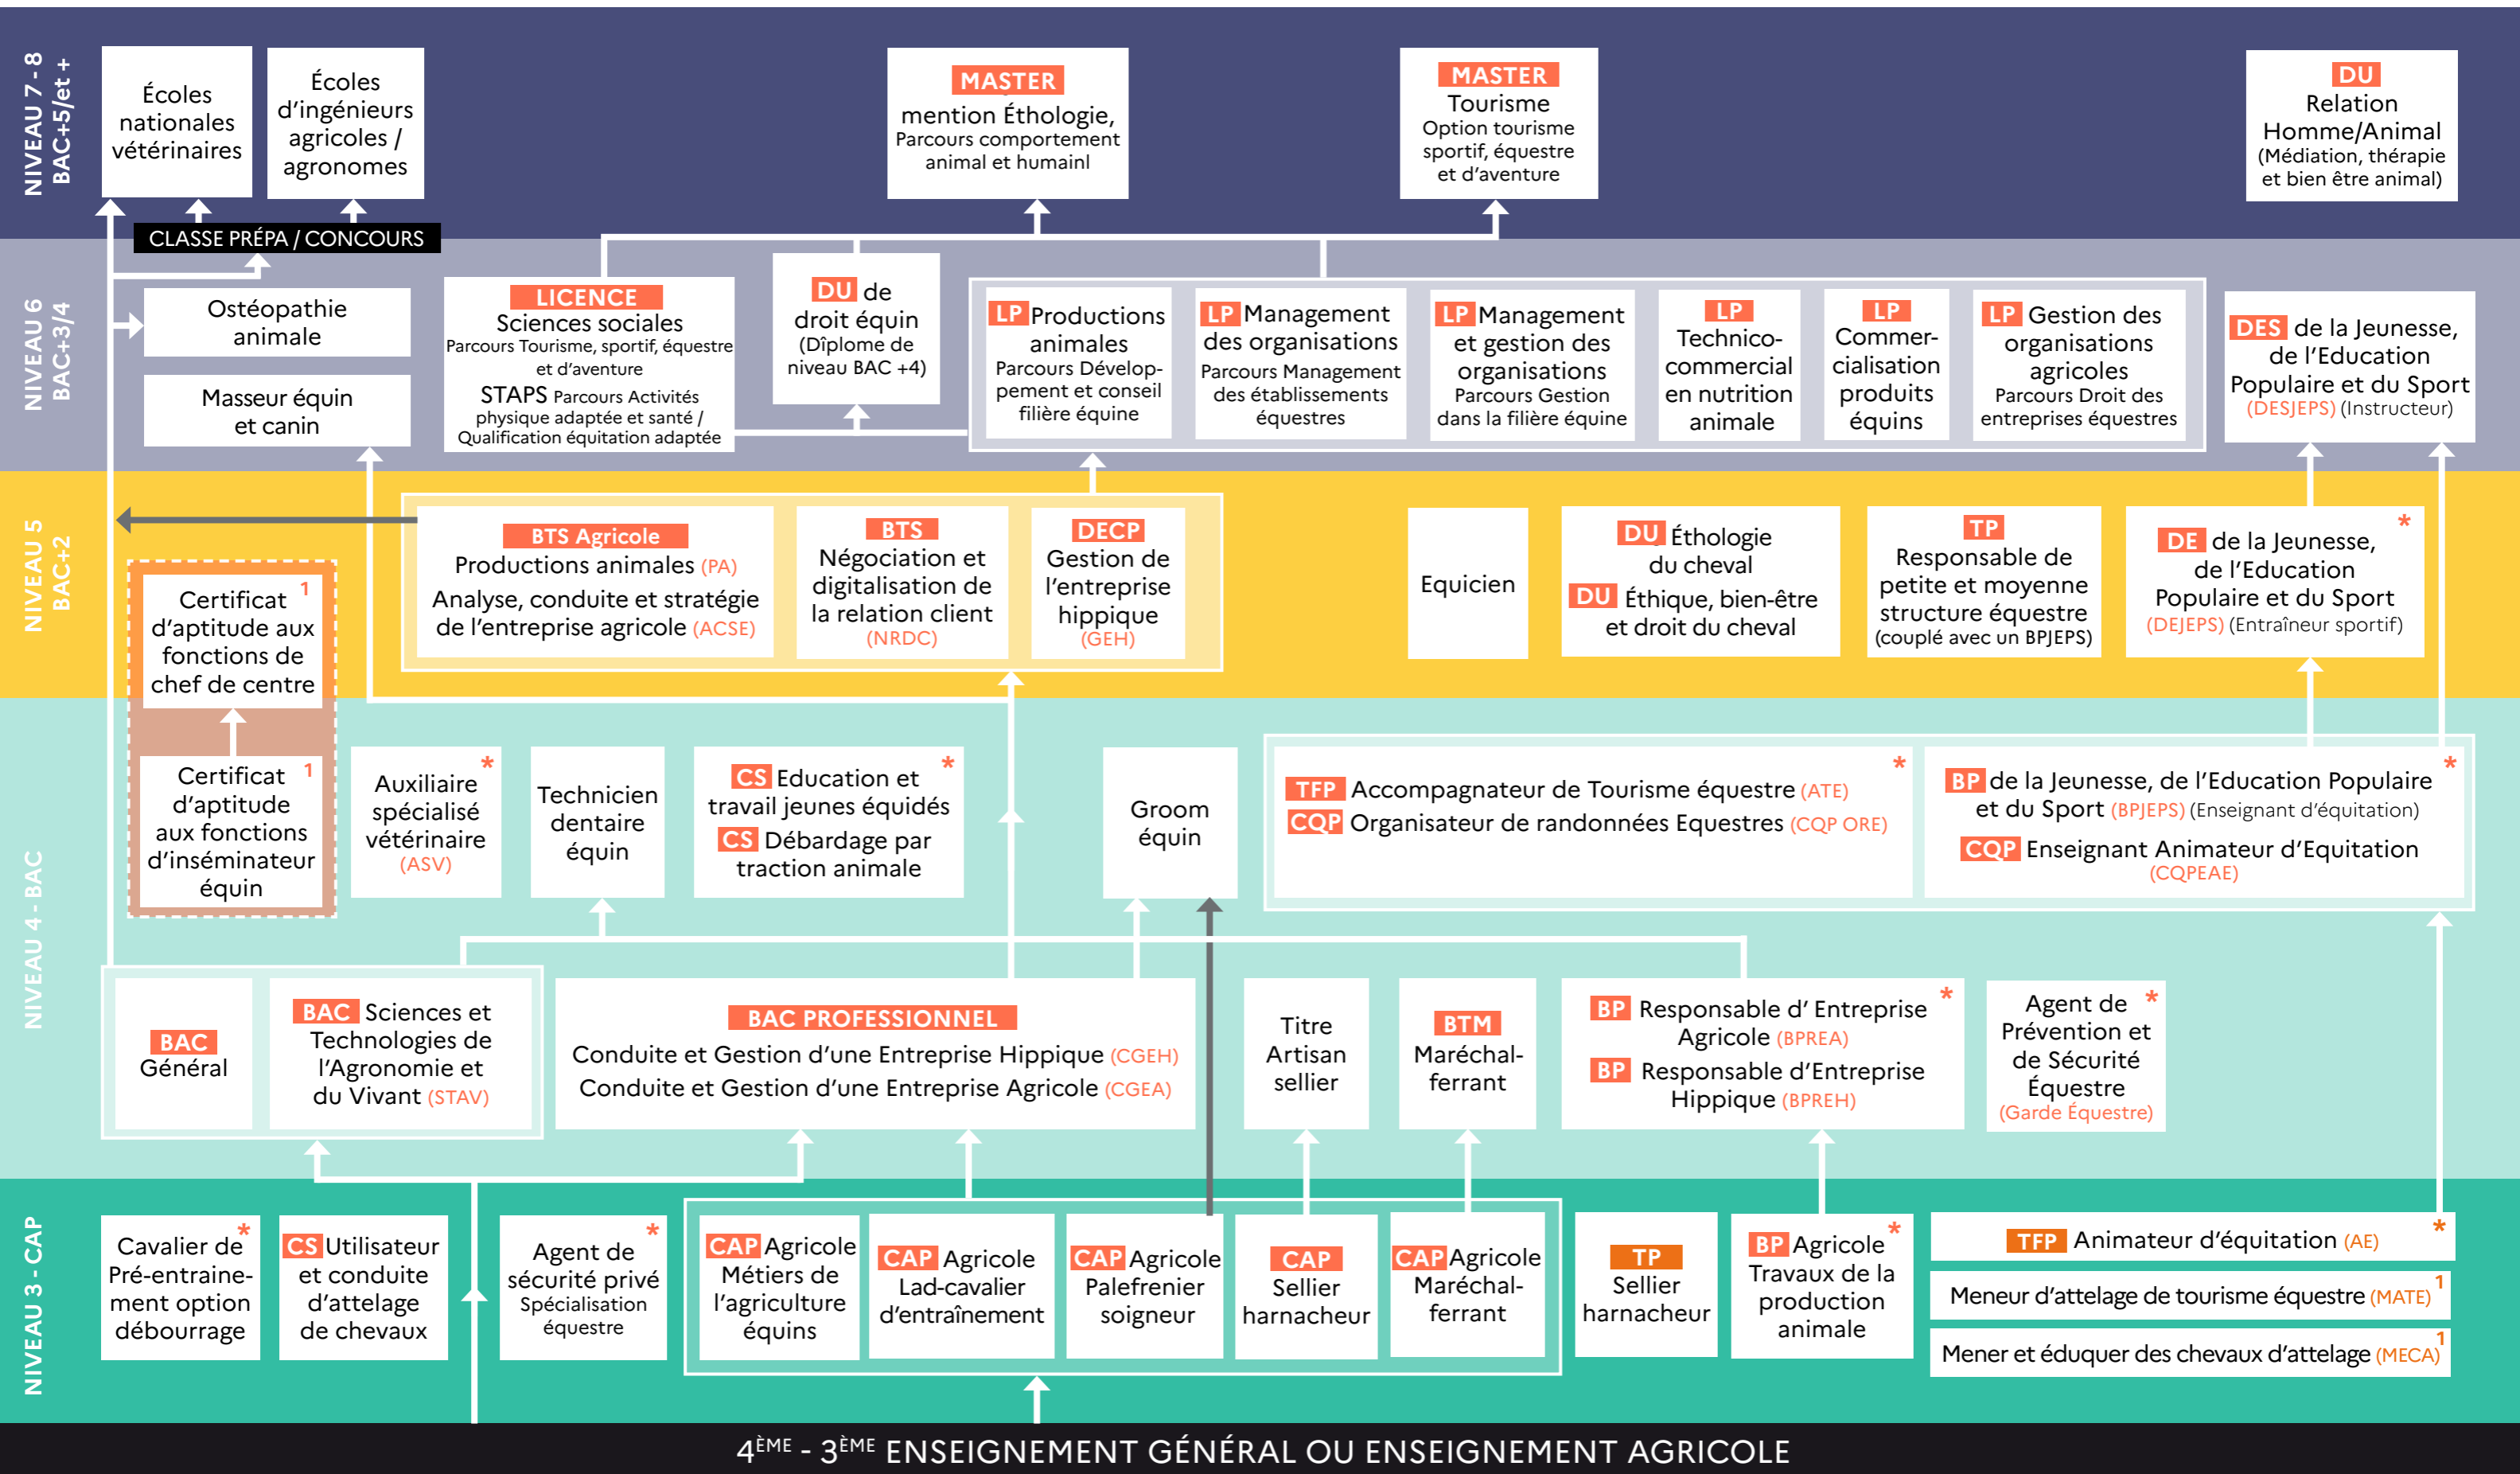 NIVEAU 7 - 8
BAC+5/et +
Écoles
nationales
vétérinaires
Écoles
d'ingénieurs
agricoles /
agronomes
MASTER
mention Éthologie,
Parcours comportement
animal et humainl
MASTER
Tourisme
Option tourisme
sportif, équestre
et d'aventure
DU
Relation
Homme/Animal
(Médiation, thérapie
et bien être animal)
CLASSE PRÉPA / CONCOURS
NIVEAU 6
BAC+3/4
Ostéopathie
animale
Masseur équin
et canin
LICENCE
Sciences sociales
Parcours Tourisme, sportif, équestre
et d'aventure
STAPS Parcours Activités
physique adaptée et santé /
Qualification équitation adaptée
DU de
droit équin
(Dîplome de
niveau BAC +4)
LP Productions
animales
Parcours Dévelop-
pement et conseil
filière équine
LP Management
des organisations
Parcours Management
des établissements
équestres
LP Management
et gestion des
organisations
Parcours Gestion
dans la filière équine
LP
Technico-
commercial
en nutrition
animale
LP
Commer-
cialisation
produits
équins
LP Gestion des
organisations
agricoles
Parcours Droit des
entreprises équestres
DES de la Jeunesse,
de l'Education
Populaire et du Sport
(DESJEPS) (Instructeur)
NIVEAU 5
BAC+2
Certificat 1
d'aptitude aux
fonctions de
chef de centre
BTS Agricole
Productions animales (PA)
Analyse, conduite et stratégie
de l'entreprise agricole (ACSE)
BTS
Négociation et
digitalisation de
la relation client
(NRDC)
DECP
Gestion de
l'entreprise
hippique
(GEH)
Equicien
DU Éthologie
du cheval
DU Éthique, bien-être
et droit du cheval
TP
Responsable de
petite et moyenne
structure équestre
(couplé avec un BPJEPS)
*
DE de la Jeunesse,
de l'Education
Populaire et du Sport
(DEJEPS) (Entraîneur sportif)
NIVEAU 4 - BAC
Certificat 1
d'aptitude
aux fonctions
d'inséminateur
équin
*
Auxiliaire
spécialisé
vétérinaire
(ASV)
Technicien
dentaire
équin
CS Education et *
travail jeunes équidés
CS Débardage par
traction animale
Groom
équin
*
TFP Accompagnateur de Tourisme équestre (ATE)
CQP Organisateur de randonnées Equestres (CQP ORE)
*
BP de la Jeunesse, de l'Education Populaire
et du Sport (BPJEPS) (Enseignant d'équitation)
CQP Enseignant Animateur d'Equitation
(CQPEAE)
BAC
Général
BAC Sciences et
Technologies de
l'Agronomie et
du Vivant (STAV)
BAC PROFESSIONNEL
Conduite et Gestion d'une Entreprise Hippique (CGEH)
Conduite et Gestion d'une Entreprise Agricole (CGEA)
Titre
Artisan
sellier
BTM
Maréchal-
ferrant
*
BP Responsable d' Entreprise
Agricole (BPREA)
BP Responsable d'Entreprise
Hippique (BPREH)
Agent de *
Prévention et
de Sécurité
Équestre
(Garde Équestre)
NIVEAU 3 - CAP
*
Cavalier de
Pré-entraine-
ment option
débourrage
CS Utilisateur
et conduite
d'attelage
de chevaux
*
Agent de
sécurité privé
Spécialisation
équestre
CAP Agricole
Métiers de
l'agriculture
équins
CAP Agricole
Lad-cavalier
d'entraînement
CAP Agricole
Palefrenier
soigneur
CAP
Sellier
harnacheur
CAP Agricole
Maréchal-
ferrant
TP
Sellier
harnacheur
*
BP Agricole
Travaux de la
production
animale
TFP Animateur d'équitation (AE) *
Meneur d'attelage de tourisme équestre (MATE) 1
Mener et éduquer des chevaux d'attelage (MECA) 1
4ÈME - 3ÈME ENSEIGNEMENT GÉNÉRAL OU ENSEIGNEMENT AGRICOLE